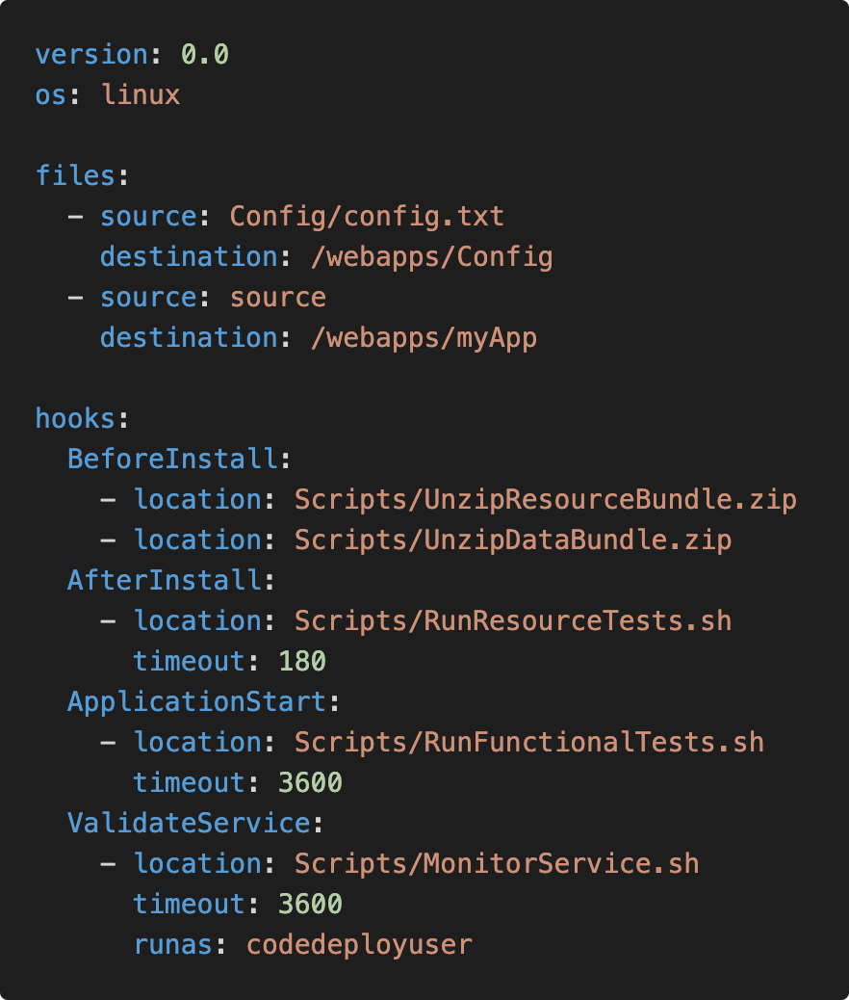 version: 0.0
os: linux

files:
  - source: Config/config.txt
    destination: /webapps/Config
  - source: source
    destination: /webapps/myApp

hooks:
  BeforeInstall:
    - location: Scripts/UnzipResourceBundle.zip
    - location: Scripts/UnzipDataBundle.zip
  AfterInstall:
    - location: Scripts/RunResourceTests.sh
      timeout: 180
  ApplicationStart:
    - location: Scripts/RunFunctionalTests.sh
      timeout: 3600
  ValidateService:
    - location: Scripts/MonitorService.sh
      timeout: 3600
      runas: codedeployuser